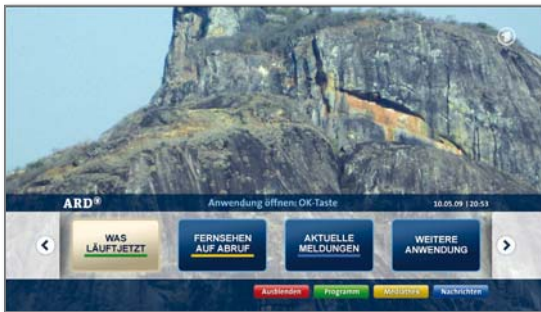 ARD®
Anwendung öffnen: OK-Taste
10.05.09 | 20:53
WAS
LÄUFTJETZT
FERNSEHEN
AUF ABRUF
AKTUELLE
MELDUNGEN
WEITERE
ANWENDUNG
Ausblenden Programm Mediathek Nachrichten